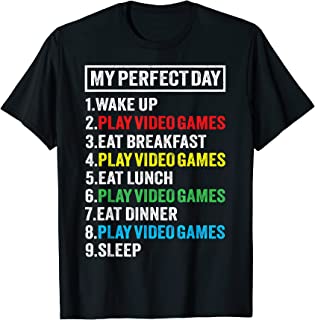 MY PERFECT DAY
1.WAKE UP
2.PLAY VIDEO GAMES
3.EAT BREAKFAST
4.PLAY VIDEO GAMES
5.EAT LUNCH
6.PLAY VIDEO GAMES
7.EAT DINNER
8.PLAY VIDEO GAMES
9.SLEEP